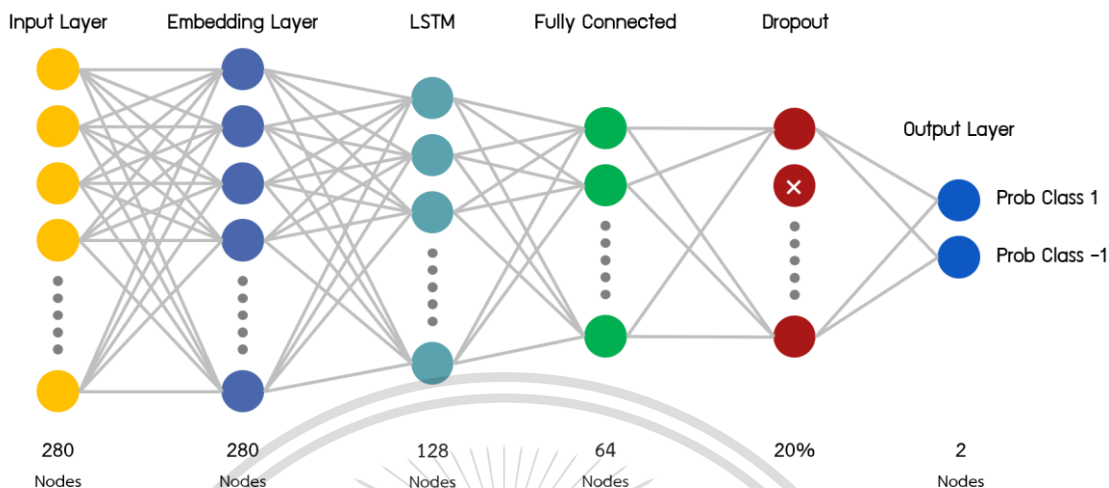 Input Layer
Embedding Layer
LSTM
Fully Connected
Dropout
Output Layer
×
Prob Class 1
Prob Class -1
280
280
128
64
20%
2
Nodes
Nodes
Nodes
Nodes
Nodes